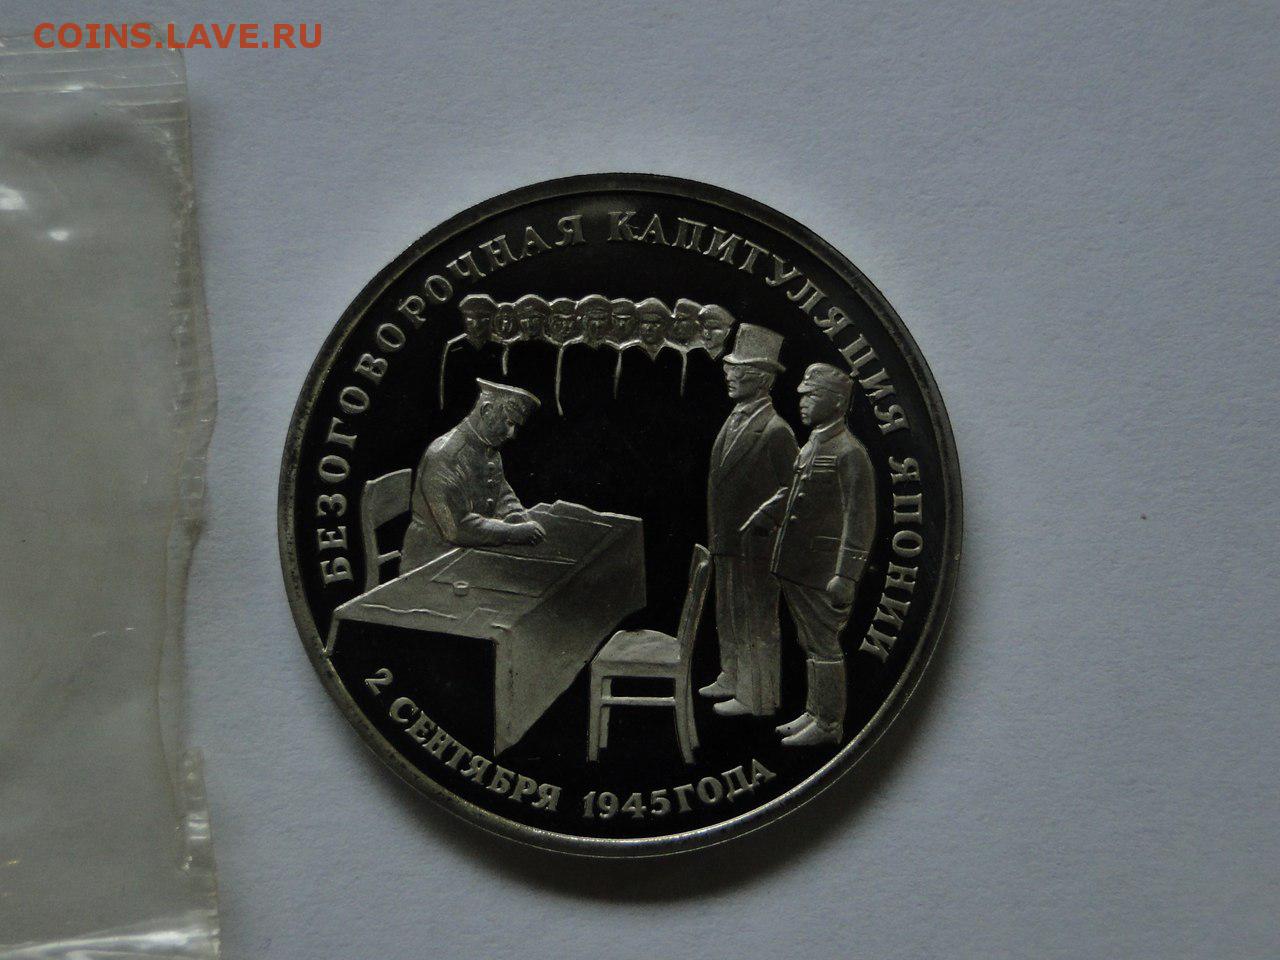 COINS.LAVE.RU
БЕЗОГОВОРОЧНАЯ КАПИТУЛЯЦИЯ ЯПОНИИ
2 СЕНТЯБРЯ 1945 ГОДА